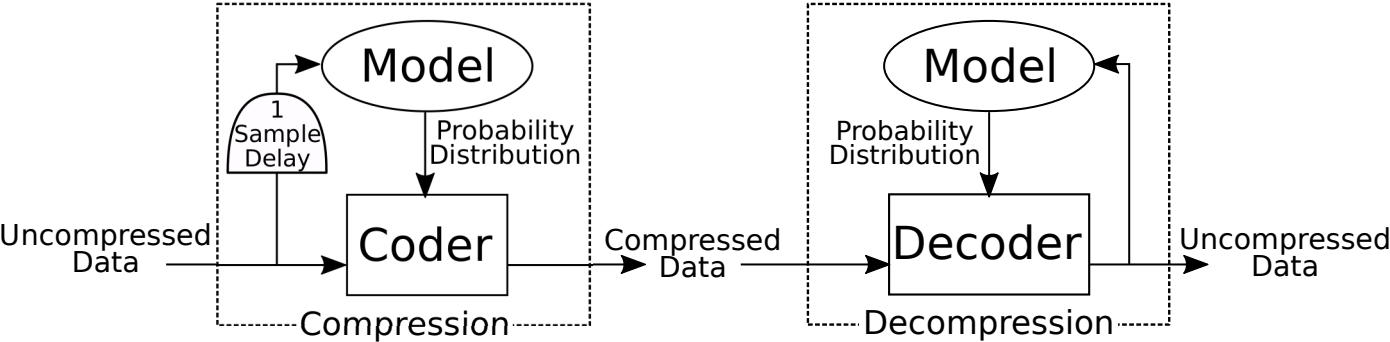 Model
1
Sample
Delay
Probability
Distribution
Uncompressed
Data
Coder
Compression
Compressed
Data
Model
Probability
Distribution
Decoder
Decompression
Uncompressed
Data